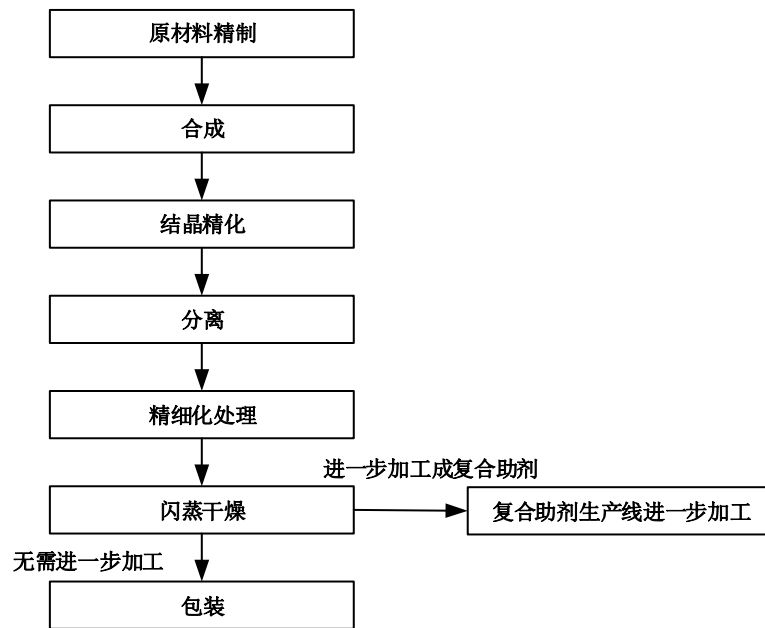 原材料精制
合成
结晶精化
分离
精细化处理
进一步加工成复合助剂
闪蒸干燥
复合助剂生产线进一步加工
无需进一步加工
包装